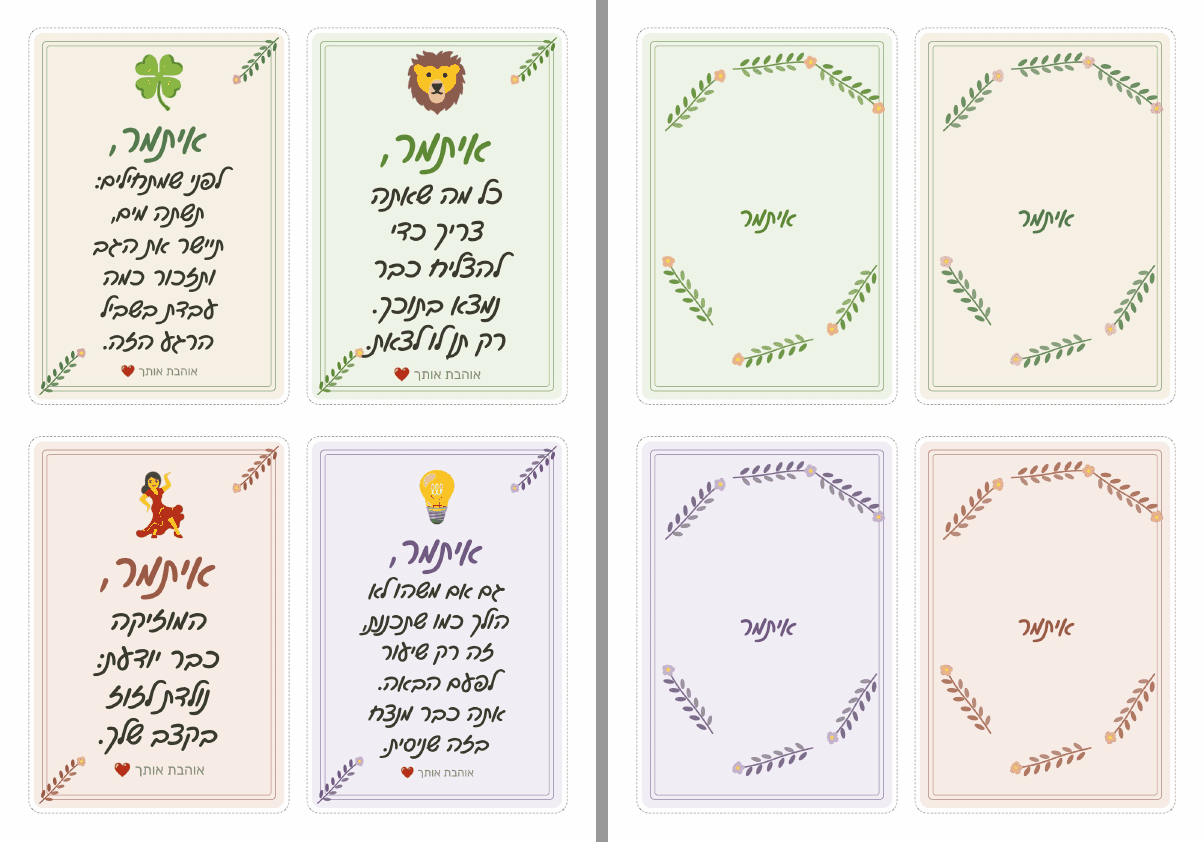 איתמר,
לפני שמתחילים:
תשתה מים,
תיישר את הגב
ותזכור כמה
עבדת בשביל
הרגע הזה.
אוהבת אותך ❤️
איתמר,
כל מה שאתה
צריך כדי
להצליח כבר
נמצא בתוכך.
רק תן לו לצאת.
אוהבת אותך ❤️
איתמר,
המוזיקה
כבר יודעת:
נולדת לזוז
בקצב שלך.
אוהבת אותך ❤️
איתמר,
גם אם משהו לא
הולך כמו שתכננת,
זה רק שיעור
לפעם הבאה.
אתה כבר מנצח
בזה שניסית.
אוהבת אותך ❤️
איתמר
איתמר
איתמר
איתמר